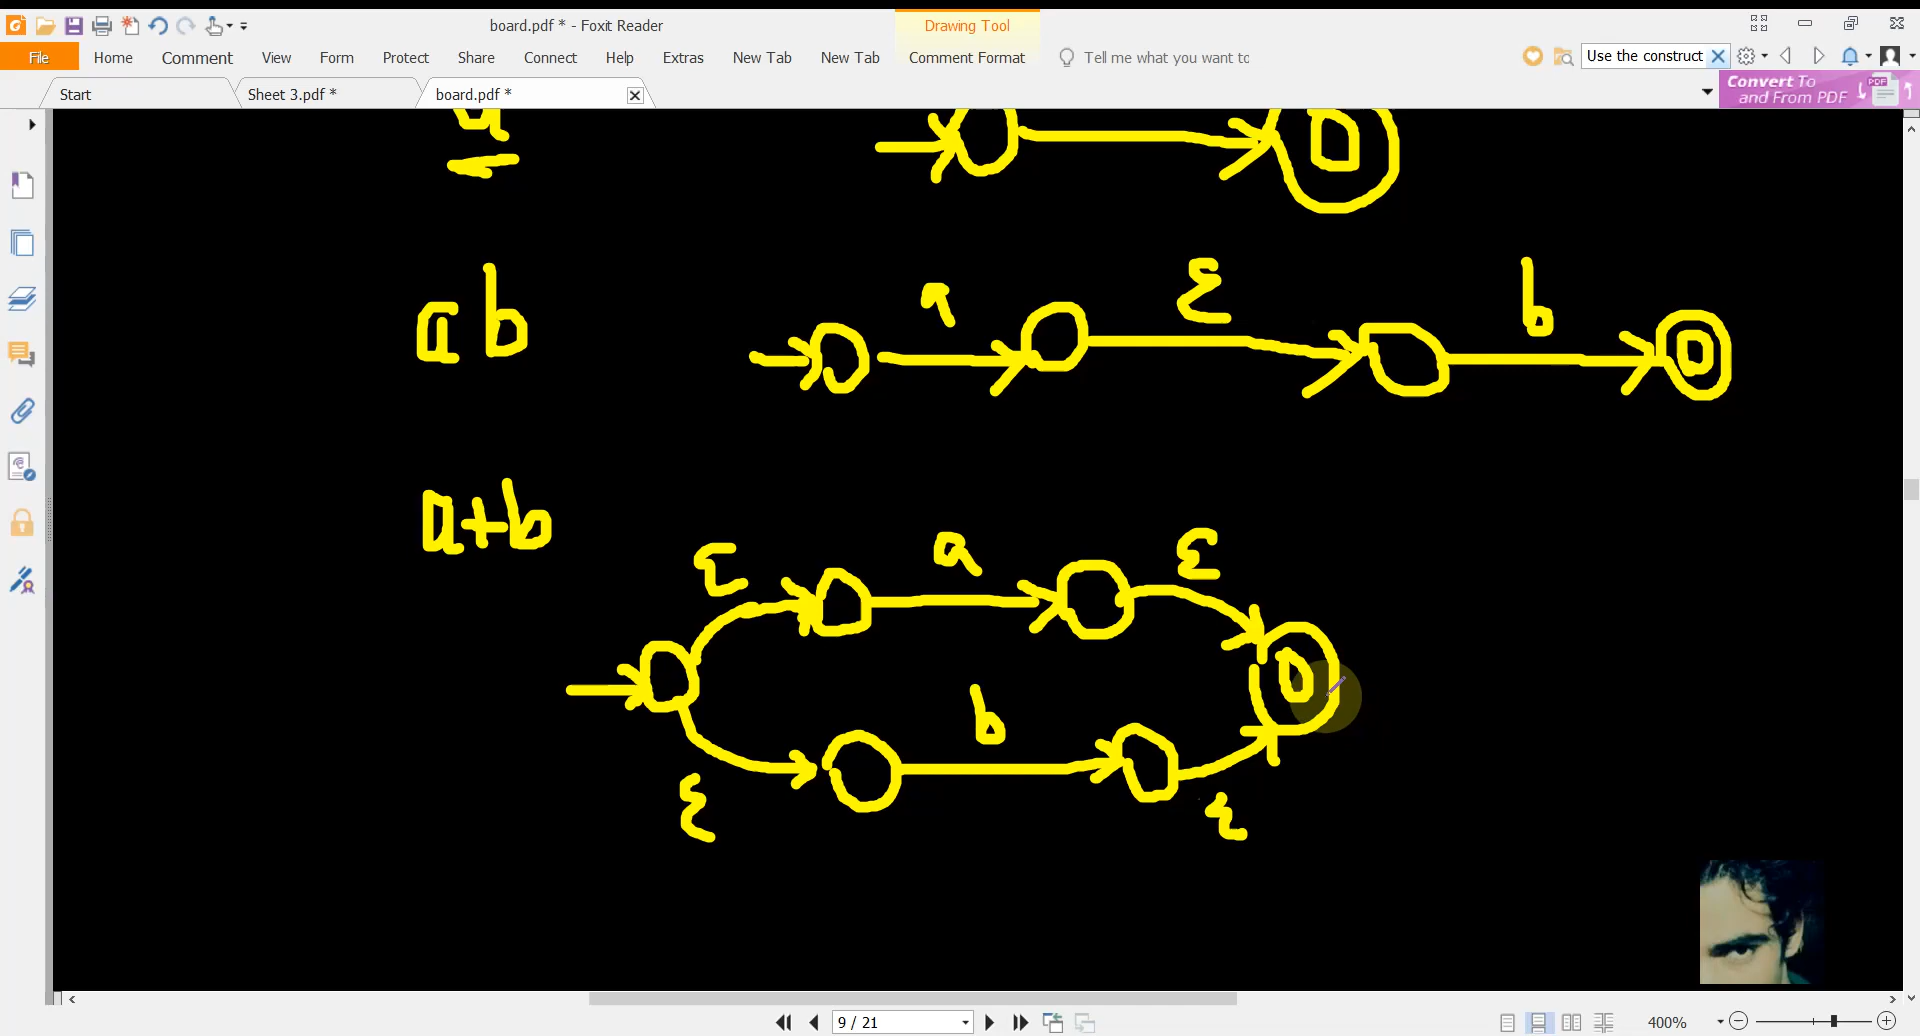 board.pdf * - Foxit Reader
Drawing Tool
File Home Comment View Form Protect Share Connect Help Extras New Tab New Tab Comment Format Tell me what you want to
Use the construct
Start Sheet 3.pdf * board.pdf *
Convert To and From PDF
PDF
a b
a ε b
a+b
ε a ε
b
ε ε
9 / 21
400%